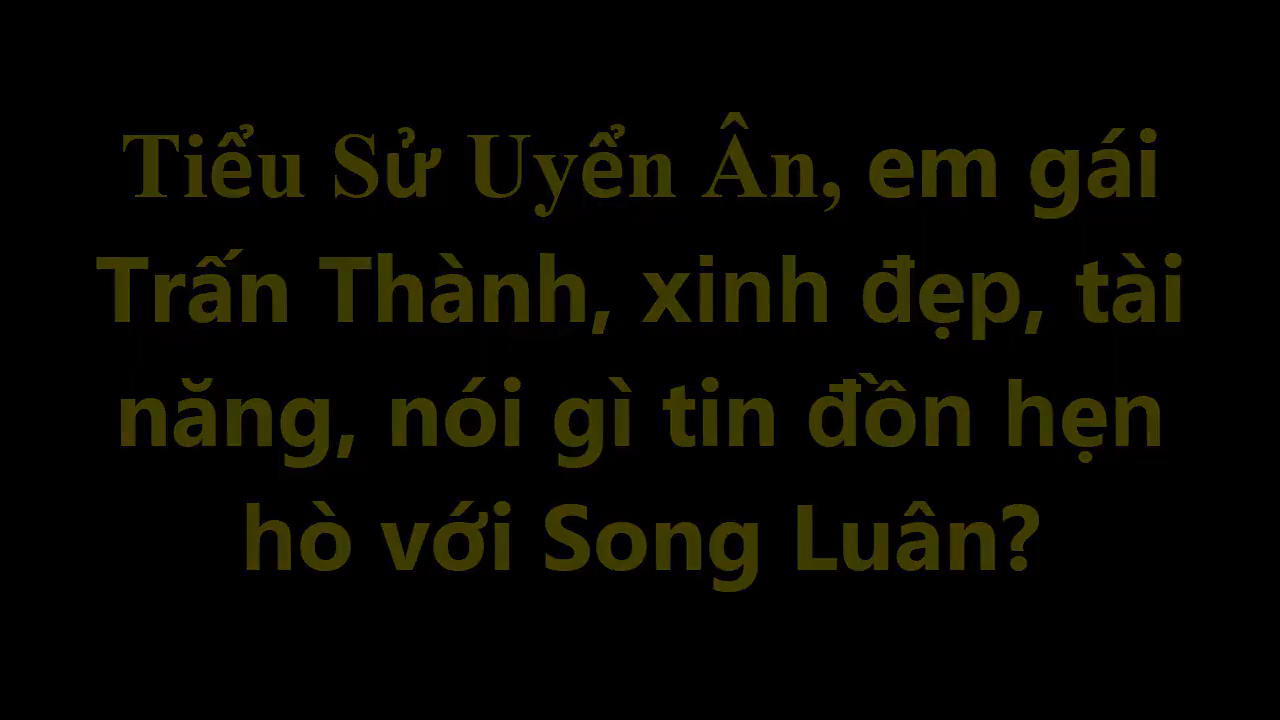 Tiểu Sử Uyển Ân, em gái
Trấn Thành, xinh đẹp, tài
năng, nói gì tin đồn hẹn
hò với Song Luân?